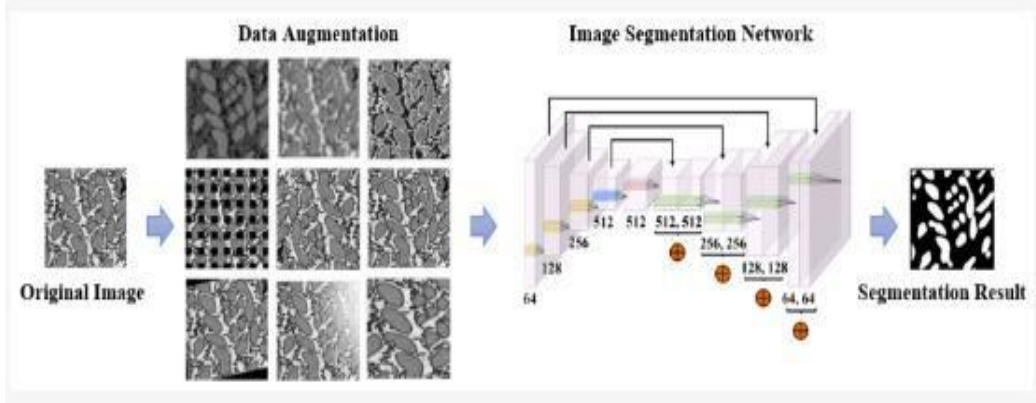 Data Augmentation
Image Segmentation Network
Original Image
64
128
256
512
512
512, 512
256, 256
128, 128
64, 64
Segmentation Result